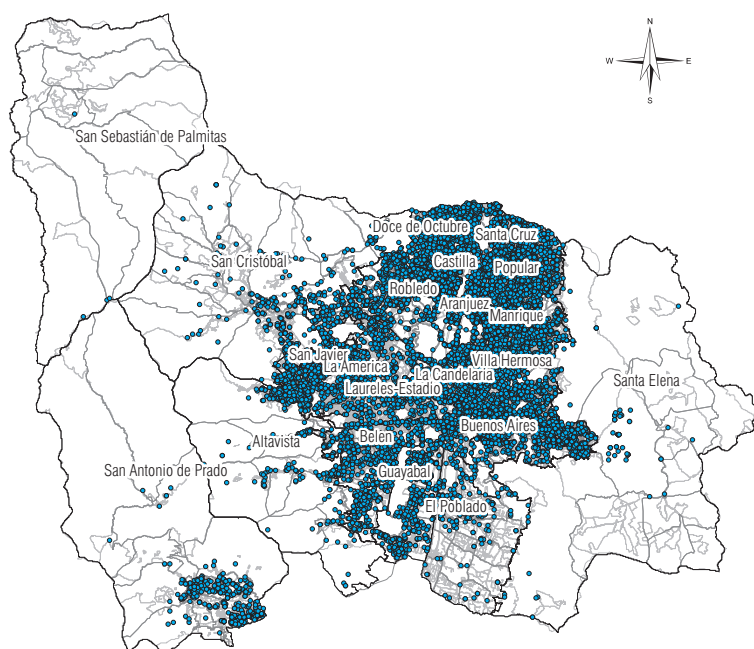 N
W E
S
San Sebastián de Palmitas
Doce de Octubre
Santa Cruz
San Cristóbal
Castilla
Popular
Robledo
Aranjuez
Manrique
San Javier
La America
Villa Hermosa
La Candelaria
Santa Elena
Laureles-Estadio
Buenos Aires
Belén
Altavista
San Antonio de Prado
Guayabal
El Poblado